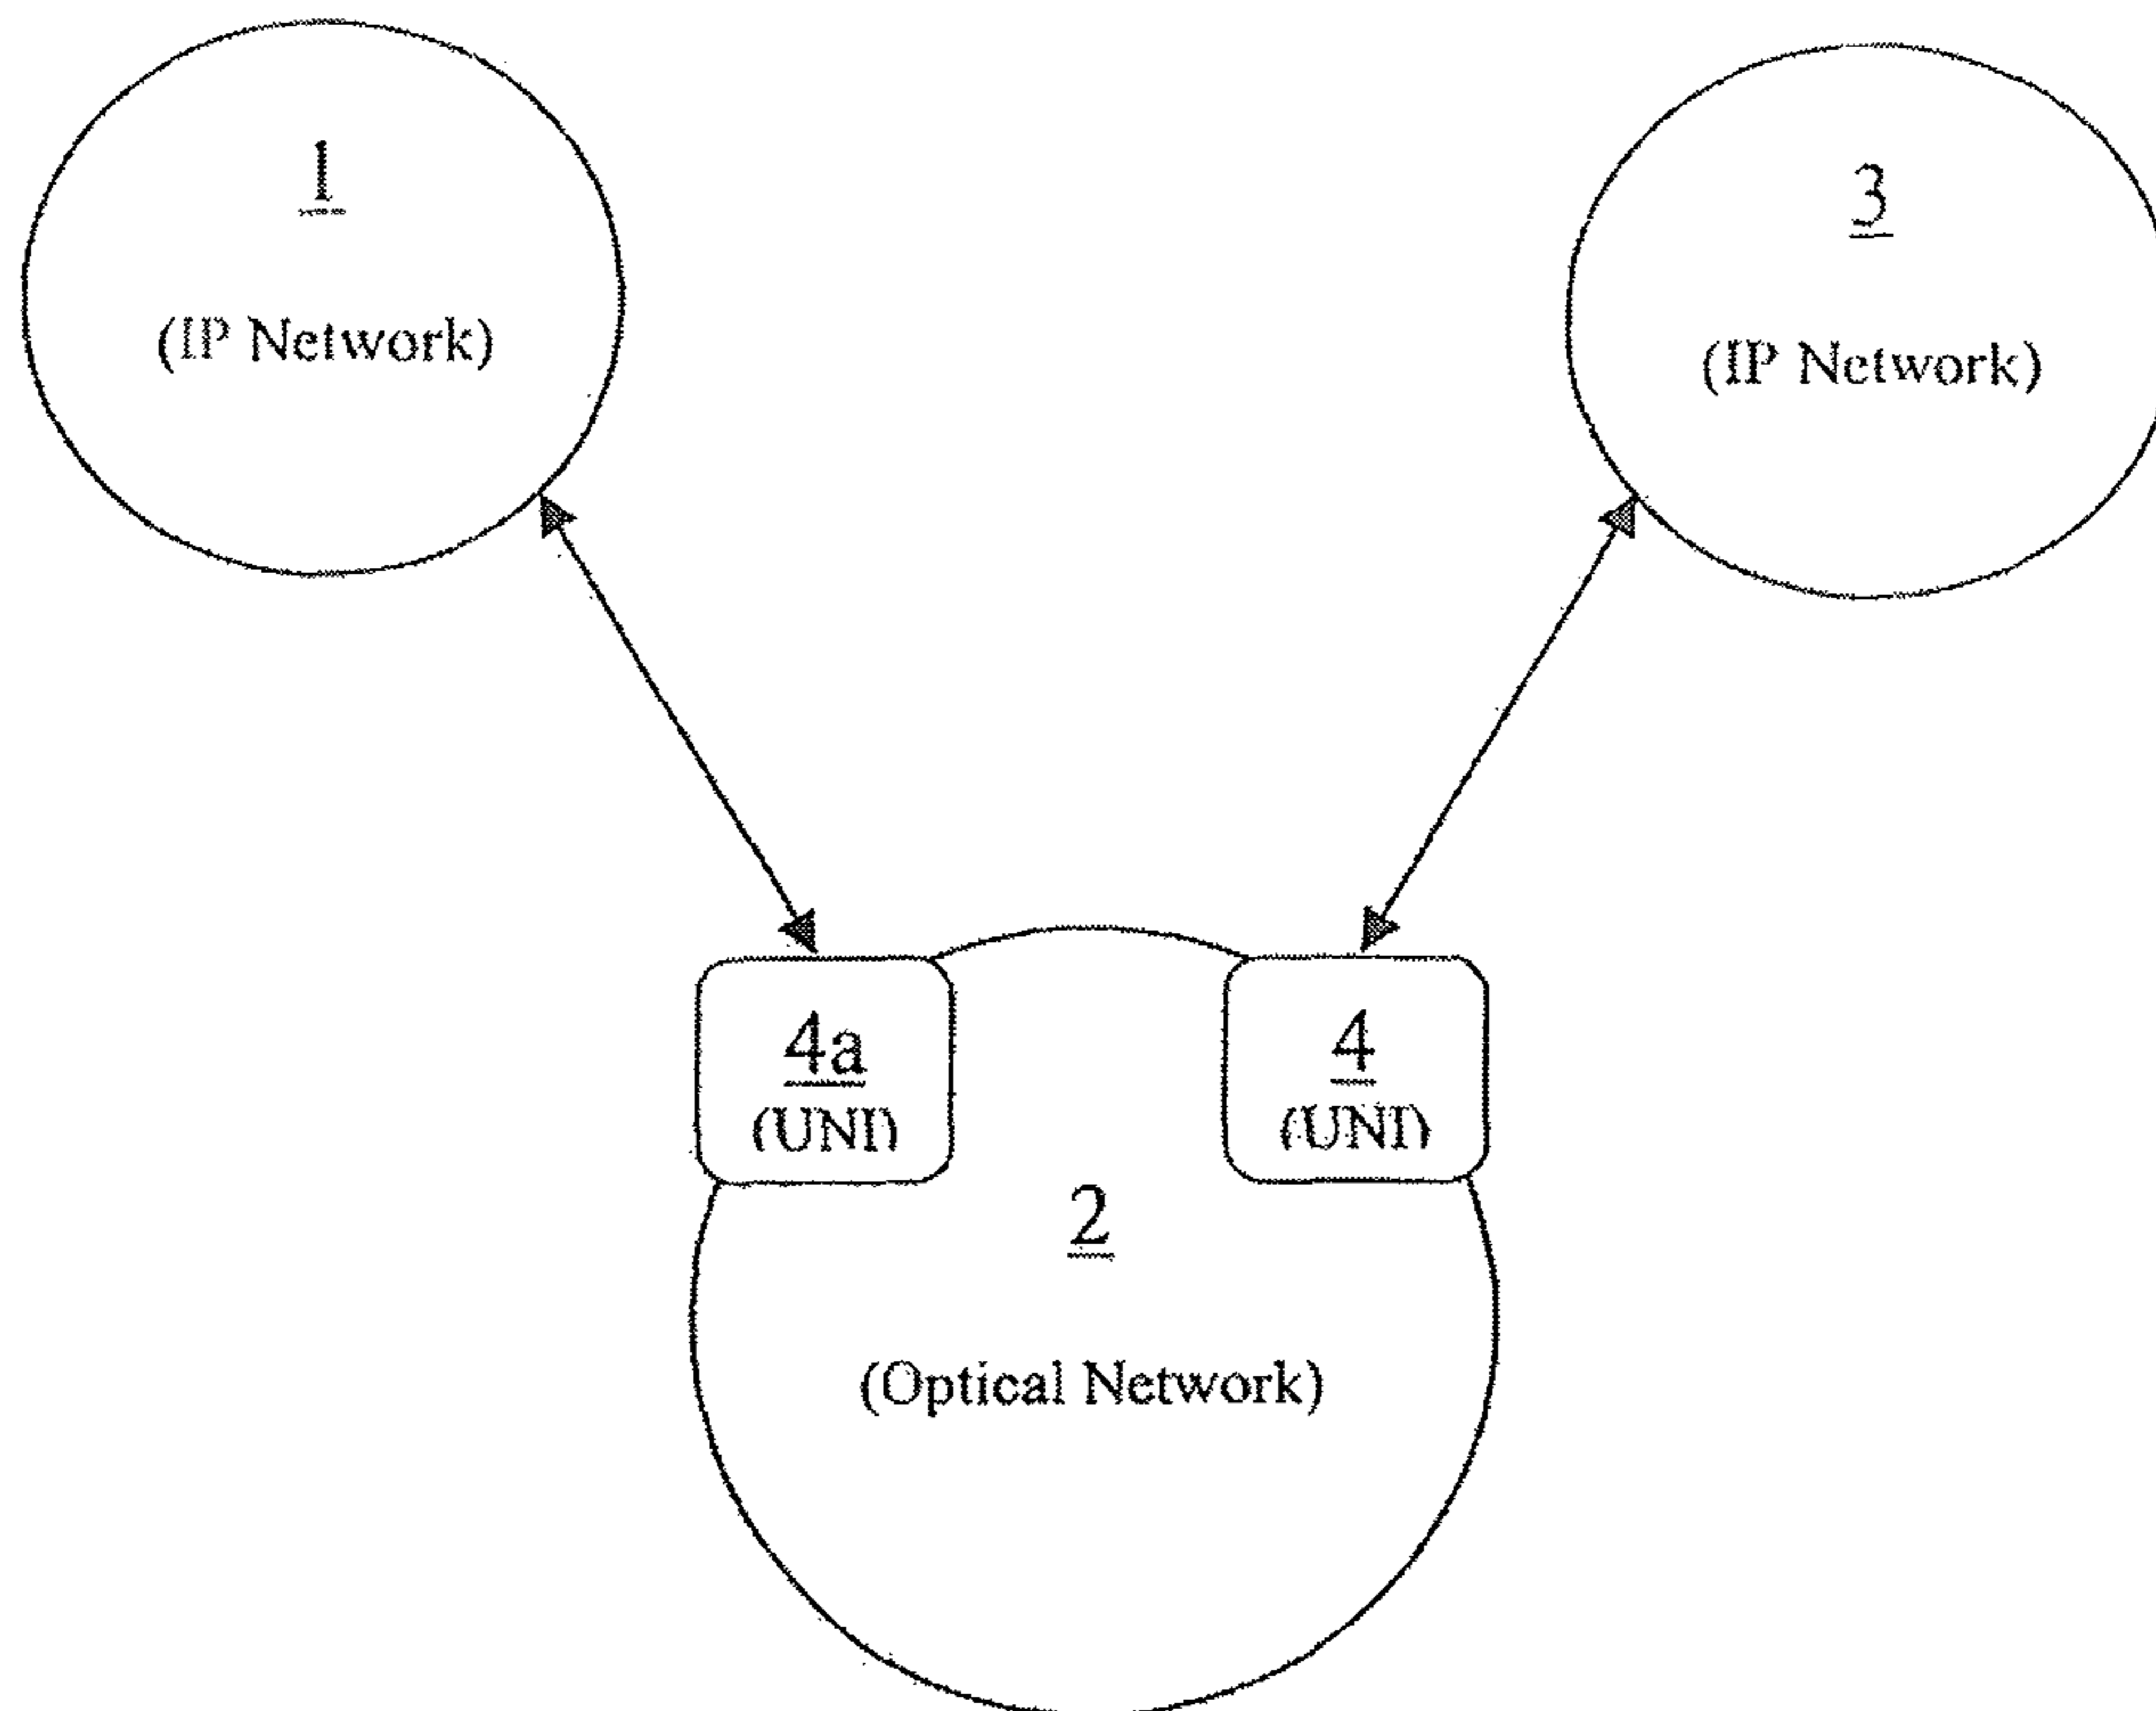 1
(IP Network)
3
(IP Network)
4a
(UNI)
4
(UNI)
2
(Optical Network)